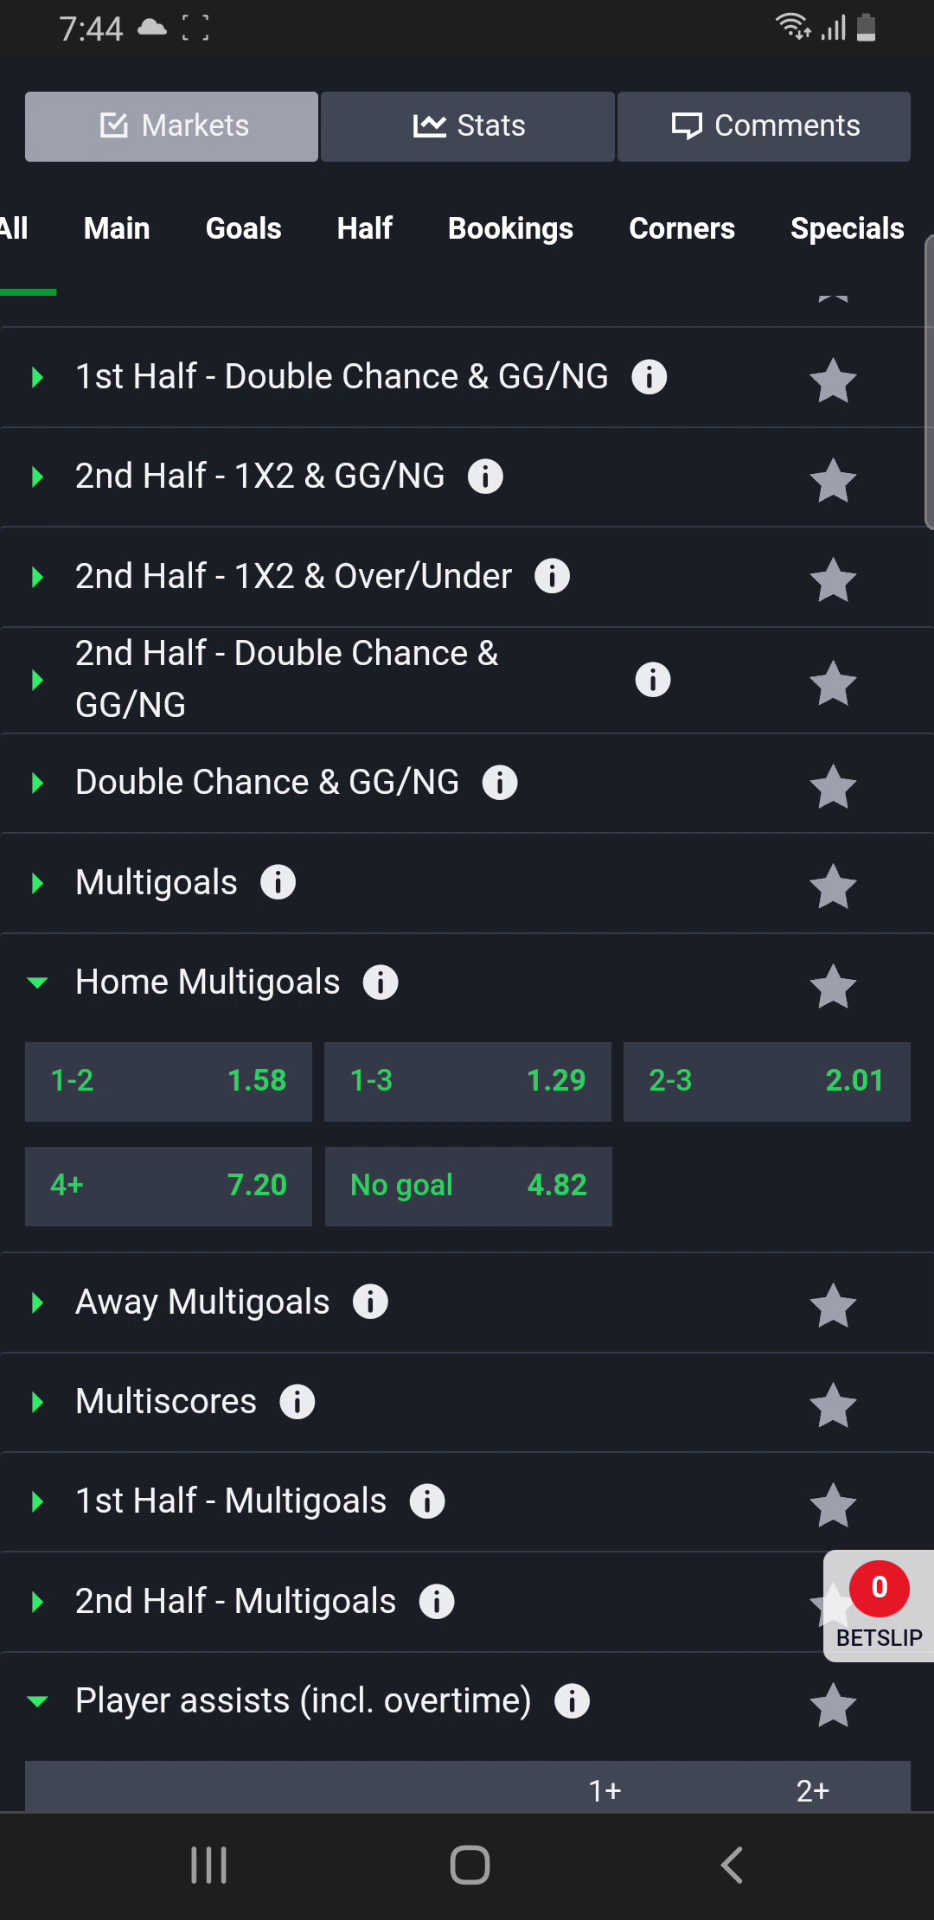 7:44
Markets
Stats
Comments
All Main Goals Half Bookings Corners Specials
1st Half - Double Chance & GG/NG
2nd Half - 1X2 & GG/NG
2nd Half - 1X2 & Over/Under
2nd Half - Double Chance &
GG/NG
Double Chance & GG/NG
Multigoals
Home Multigoals
1-2 1.58
1-3 1.29
2-3 2.01
4+ 7.20
No goal 4.82
Away Multigoals
Multiscores
1st Half - Multigoals
2nd Half - Multigoals
0
BETSLIP
Player assists (incl. overtime)
1+ 2+